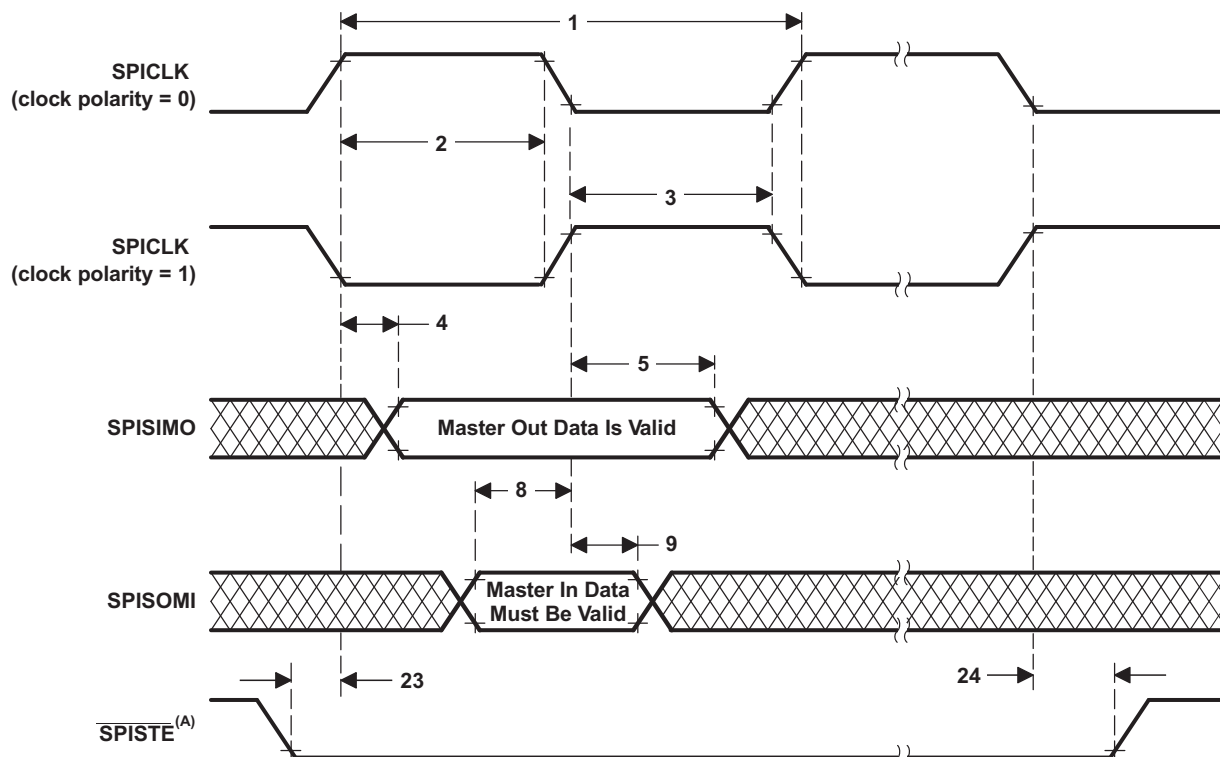 1
SPICLK
(clock polarity = 0)
2
3
SPICLK
(clock polarity = 1)
4
5
SPISIMO
Master Out Data Is Valid
8
9
SPISOMI
Master In Data
Must Be Valid
23
24
SPISTE(A)